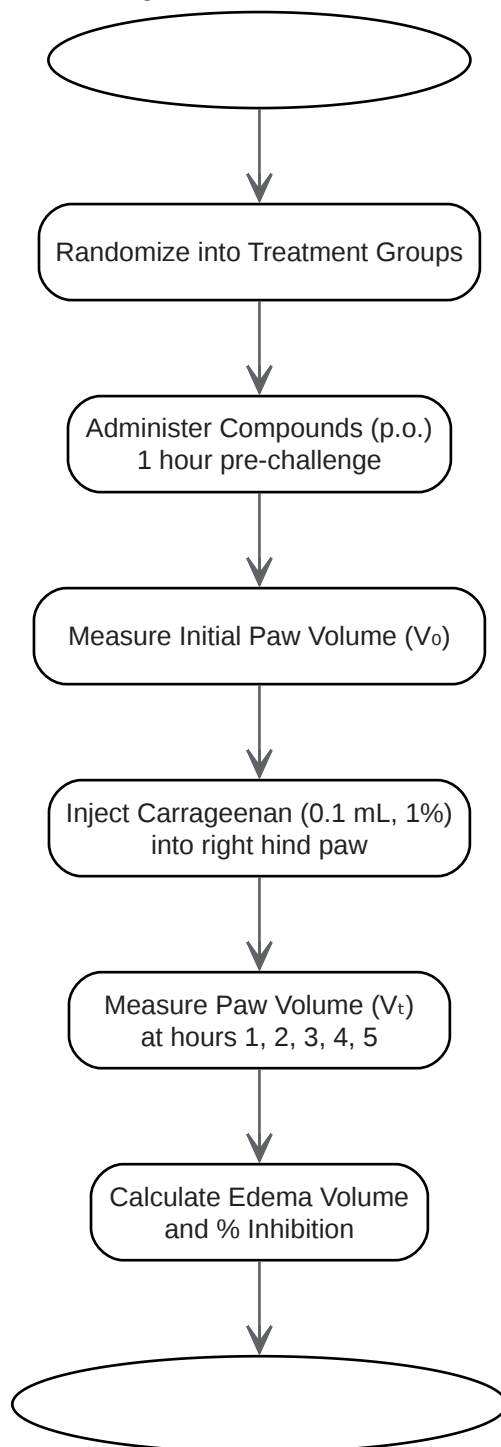 Randomize into Treatment Groups
Administer Compounds (p.o.)
1 hour pre-challenge
Measure Initial Paw Volume (V₀)
Inject Carrageenan (0.1 mL, 1%)
into right hind paw
Measure Paw Volume (Vₜ)
at hours 1, 2, 3, 4, 5
Calculate Edema Volume
and % Inhibition